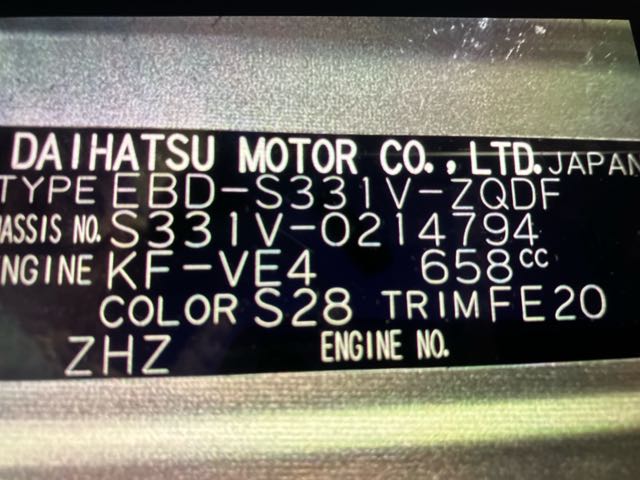 DAIHATSU MOTOR CO., LTD. JAPAN
TYPE EBD-S331V-ZQDF
ASSIS NO. S331V-0214794
NGINE KF-VE4 658cc
COLOR S28 TRIM FE20
ZHZ ENGINE NO.